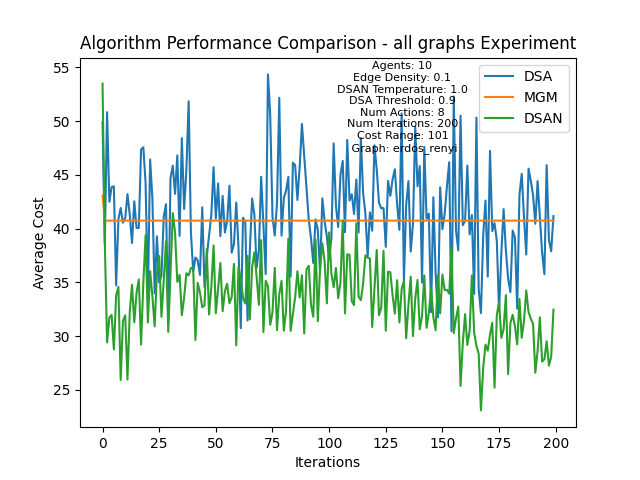 Algorithm Performance Comparison - all graphs Experiment
Agents: 10
Edge Density: 0.1
DSAN Temperature: 1.0
DSA Threshold: 0.9
Num Actions: 8
Num Iterations: 200
Cost Range: 101
Graph: erdos_renyi
DSA
MGM
DSAN
55
50
45
40
35
30
25
Average Cost
0 25 50 75 100 125 150 175 200
Iterations